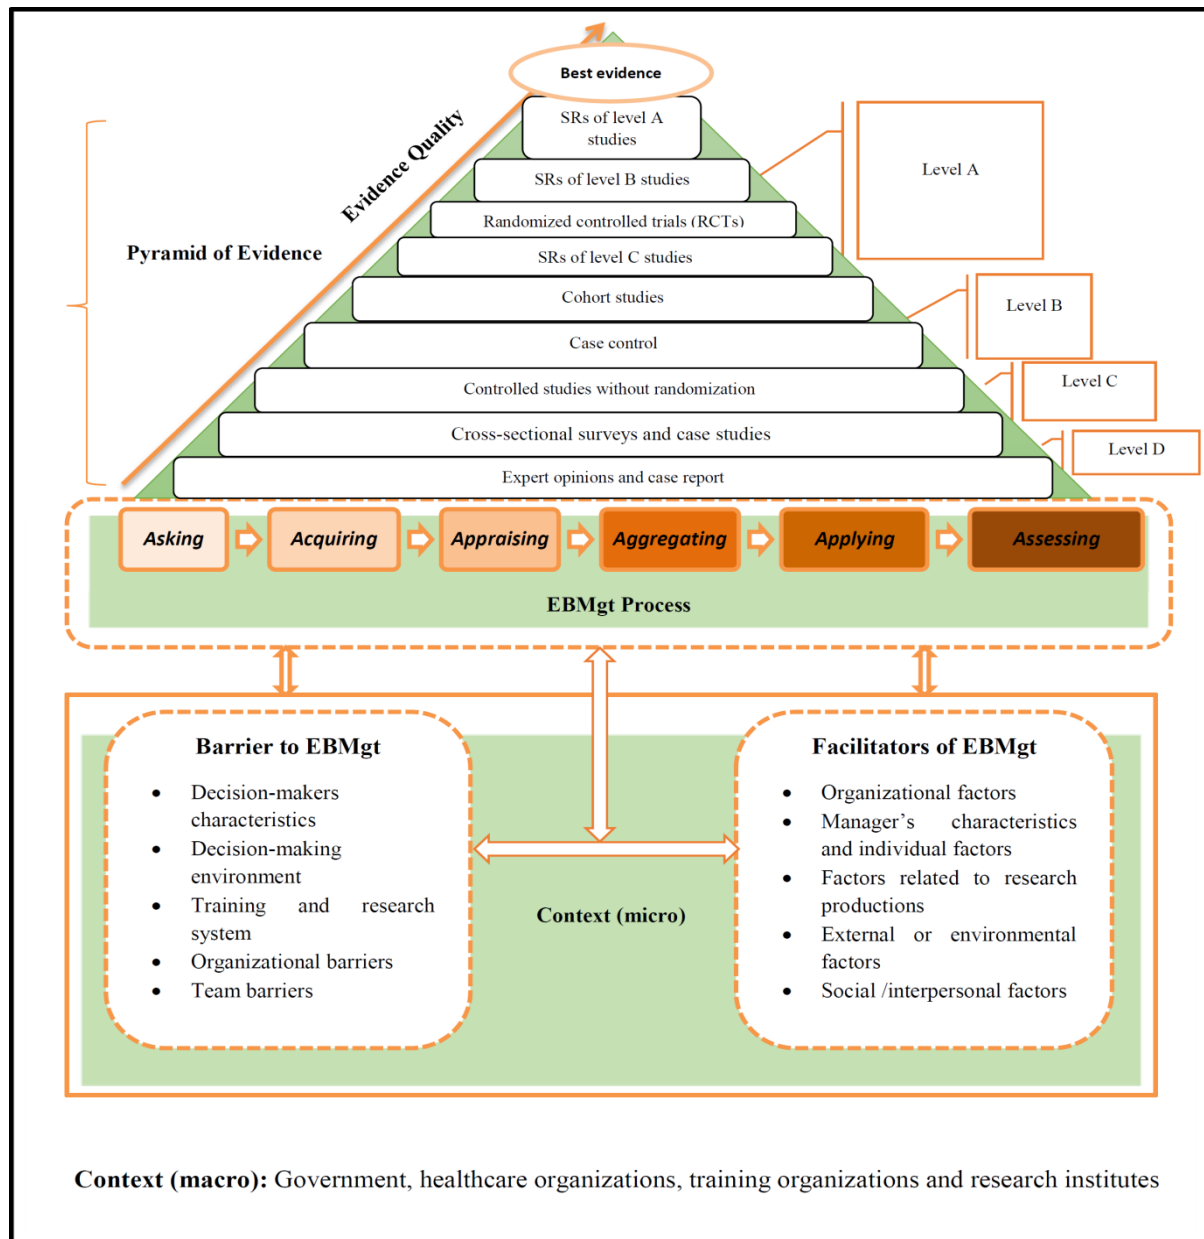 Best evidence
SRs of level A
studies
SRs of level B studies
Randomized controlled trials (RCTs)
SRs of level C studies
Cohort studies
Case control
Controlled studies without randomization
Cross-sectional surveys and case studies
Expert opinions and case report
Evidence Quality
Pyramid of Evidence
Level A
Level B
Level C
Level D
Asking
Acquiring
Appraising
Aggregating
Applying
Assessing
EBMgt Process
Barrier to EBMgt
• Decision-makers
characteristics
• Decision-making
environment
• Training and research
system
• Organizational barriers
• Team barriers
Context (micro)
Facilitators of EBMgt
• Organizational factors
• Manager’s characteristics
and individual factors
• Factors related to research
productions
• External or environmental
factors
• Social /interpersonal factors
Context (macro): Government, healthcare organizations, training organizations and research institutes